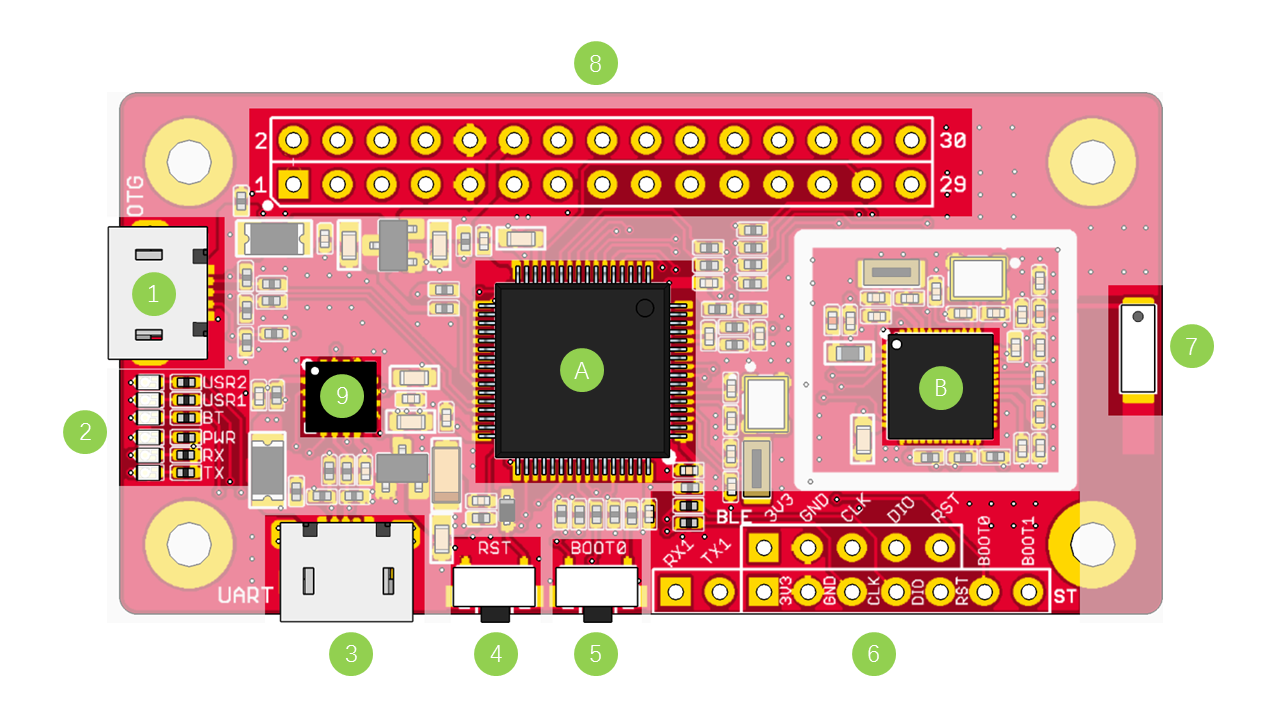 8
2
30
1
29
OTG
1
A
7
B
9
USR2
USR1
BT
PWR
RX
TX
2
BLE
3V3
GND
CLK
DIO
RST
RX1
TX1
BOOT0
BOOT1
RST
BOOT0
UART
3V3
GND
CLK
DIO
RST
ST
3
4
5
6